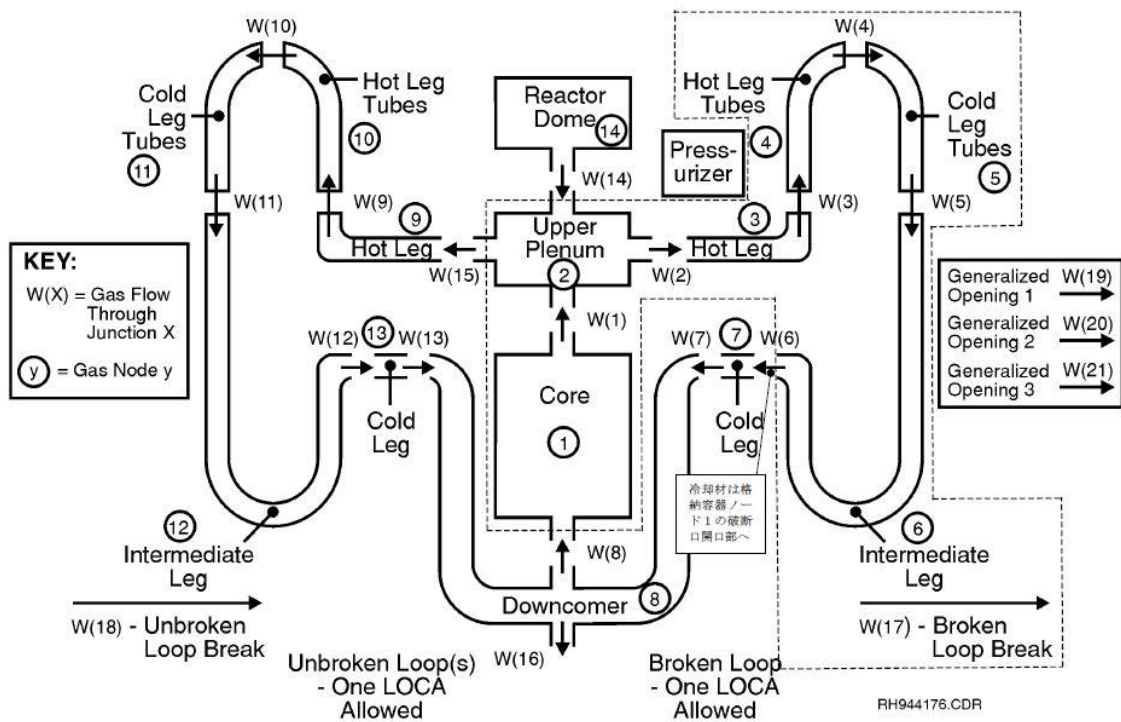 W(10)
W(4)
Cold
Leg
Tubes
11
Hot Leg
Tubes
10
Reactor
Dome
14
Hot Leg
Tubes
4
Cold
Leg
Tubes
5
Press-
urizer
W(11)
W(9)
W(14)
W(3)
W(5)
9
Hot Leg
W(15)
Upper
Plenum
2
W(2)
3
Hot Leg
KEY:
W(X) = Gas Flow
Through
Junction X
y = Gas Node y
Generalized W(19)
Opening 1
Generalized W(20)
Opening 2
Generalized W(21)
Opening 3
W(1)
W(12) 13 W(13)
Cold
Leg
Core
1
W(7) 7 W(6)
Cold
Leg
冷却材は格
納容器ノー
ド1の破断
口開口部へ
12
Intermediate
Leg
W(8)
6
Intermediate
Leg
Downcomer 8
W(18) - Unbroken
Loop Break
W(16)
W(17) - Broken
Loop Break
Unbroken Loop(s)
- One LOCA
Allowed
Broken Loop
- One LOCA
Allowed
RH944176.CDR